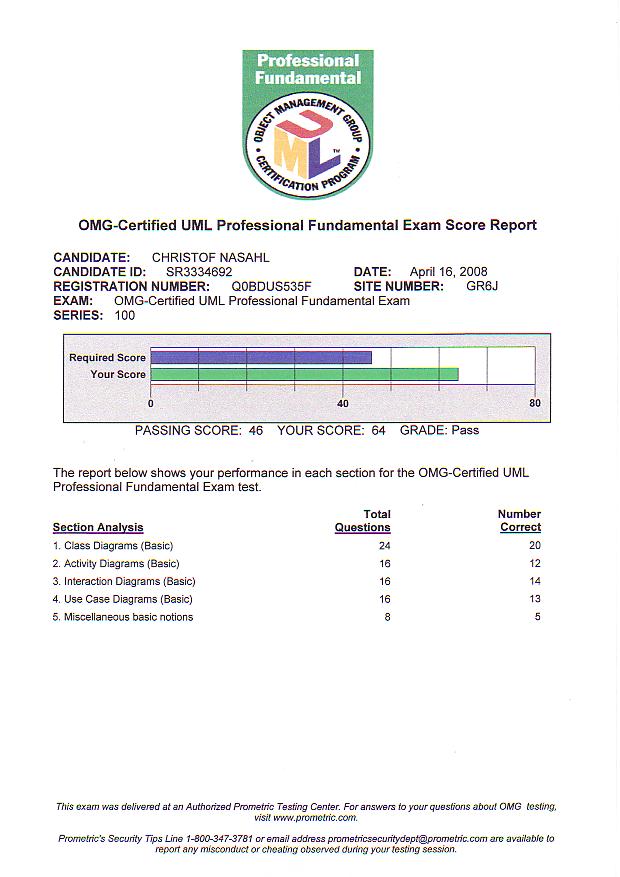 Professional
Fundamental
OBJECT MANAGEMENT GROUP
UML™
CERTIFICATION PROGRAM
OMG-Certified UML Professional Fundamental Exam Score Report
CANDIDATE: CHRISTOF NASAHL
CANDIDATE ID: SR3334692 DATE: April 16, 2008
REGISTRATION NUMBER: Q0BDUS535F SITE NUMBER: GR6J
EXAM: OMG-Certified UML Professional Fundamental Exam
SERIES: 100
Required Score
Your Score
0 40 80
PASSING SCORE: 46 YOUR SCORE: 64 GRADE: Pass
The report below shows your performance in each section for the OMG-Certified UML
Professional Fundamental Exam test.
Total Number
Section Analysis Questions Correct
1. Class Diagrams (Basic) 24 20
2. Activity Diagrams (Basic) 16 12
3. Interaction Diagrams (Basic) 16 14
4. Use Case Diagrams (Basic) 16 13
5. Miscellaneous basic notions 8 5
This exam was delivered at an Authorized Prometric Testing Center. For answers to your questions about OMG testing,
visit www.prometric.com.
Prometric's Security Tips Line 1-800-347-3781 or email address prometricsecuritydept@prometric.com are available to
report any misconduct or cheating observed during your testing session.